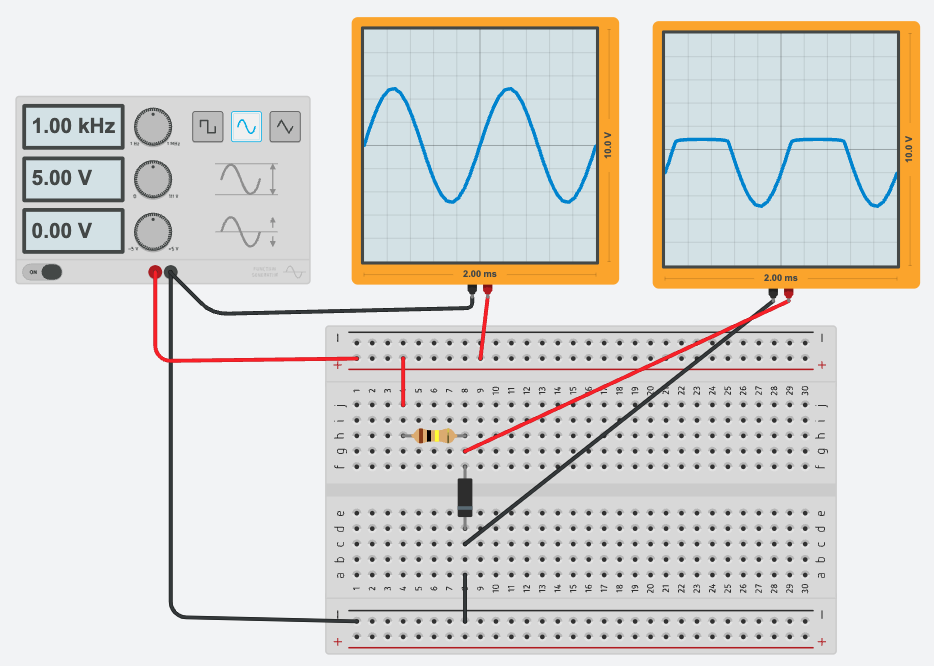 1.00 kHz
1 Hz
1 MHz
5.00 V
0
10 V
0.00 V
-5 V
+5 V
ON
FUNCTION
GENERATOR
10.0 V
2.00 ms
10.0 V
2.00 ms
− −
+ +
1 2 3 4 5 6 7 8 9 10 11 12 13 14 15 16 17 18 19 20 21 22 23 24 25 26 27 28 29 30
j j
i i
h h
g g
f f
e e
d d
c c
b b
a a
1 2 3 4 5 6 7 8 9 10 11 12 13 14 15 16 17 18 19 20 21 22 23 24 25 26 27 28 29 30
− −
+ +